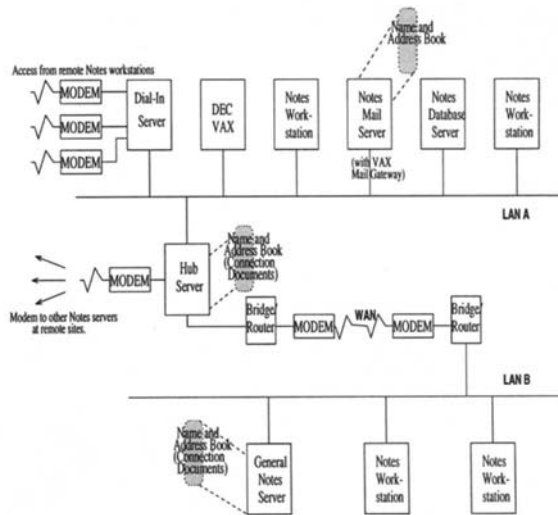 Name and
Address Book
Access from remote Notes workstations
MODEM
MODEM
MODEM
Dial-In
Server
DEC
VAX
Notes
Work-
station
Notes
Mail
Server
Notes
Database
Server
Notes
Work-
station
(with VAX
Mail Gateway)
LAN A
Name and
Address Book
(Connection
Documents)
Hub
Server
MODEM
Modem to other Notes servers
at remote sites.
Bridge/
Router
MODEM
WAN
MODEM
Bridge/
Router
LAN B
Name and
Address Book
(Connection
Documents)
General
Notes
Server
Notes
Work-
station
Notes
Work-
station